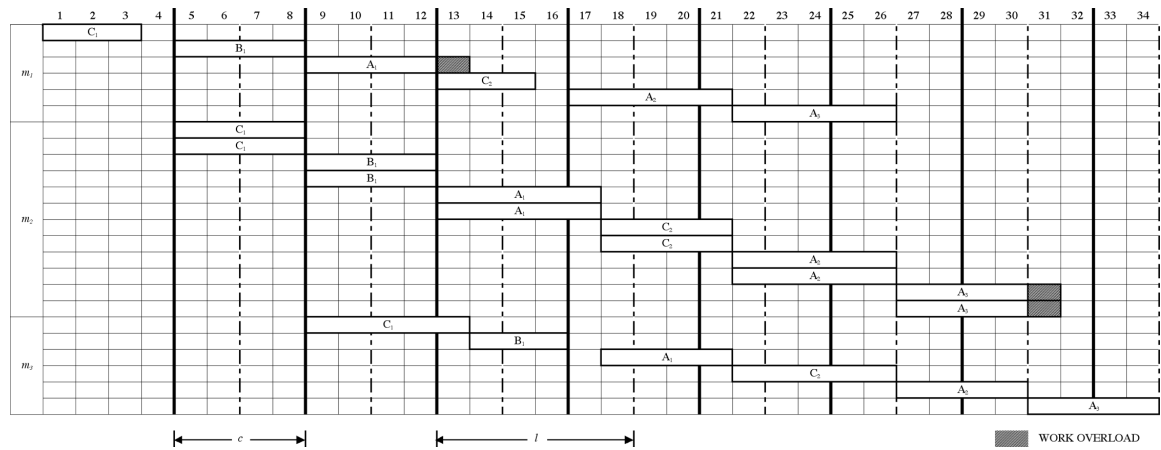 1 2 3 4 5 6 7 8 9 10 11 12 13 14 15 16 17 18 19 20 21 22 23 24 25 26 27 28 29 30 31 32 33 34
C₁
B₁
m₁ A₁
C₂
A₂
A₃
C₁
C₁
B₁
B₁
A₁
m₂ A₁
C₂
C₂
A₂
A₂
A₃
A₃
C₁
B₁
m₃ A₁
C₂
A₂
A₃
c l WORK OVERLOAD